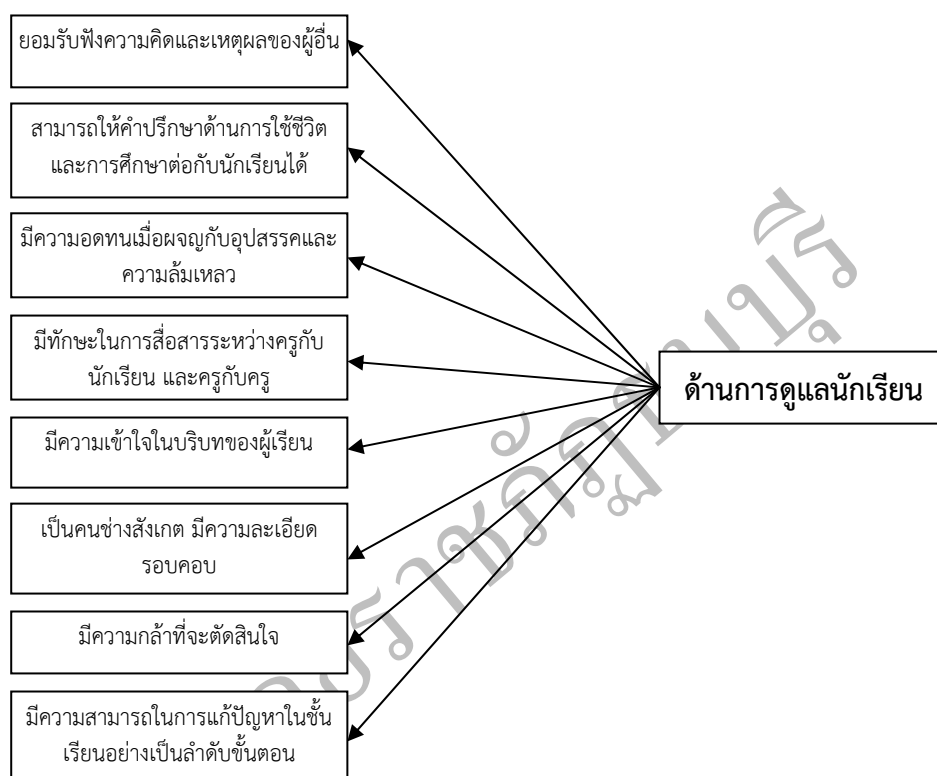 ยอมรับฟังความคิดและเหตุผลของผู้อื่น
สามารถให้คำปรึกษาด้านการใช้ชีวิต
และการศึกษาต่อกับนักเรียนได้
มีความอดทนเมื่อผจญกับอุปสรรคและ
ความล้มเหลว
มีทักษะในการสื่อสารระหว่างครูกับ
นักเรียน และครูกับครู
ด้านการดูแลนักเรียน
มีความเข้าใจในบริบทของผู้เรียน
เป็นคนช่างสังเกต มีความละเอียด
รอบคอบ
มีความกล้าที่จะตัดสินใจ
มีความสามารถในการแก้ปัญหาในชั้น
เรียนอย่างเป็นลำดับขั้นตอน